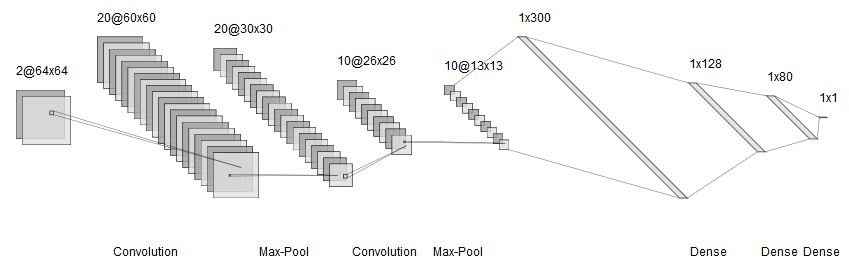 20@60x60
1x300
20@30x30
10@26x26
10@13x13
1x128
2@64x64
1x80
1x1
Convolution
Max-Pool
Convolution
Max-Pool
Dense
Dense
Dense